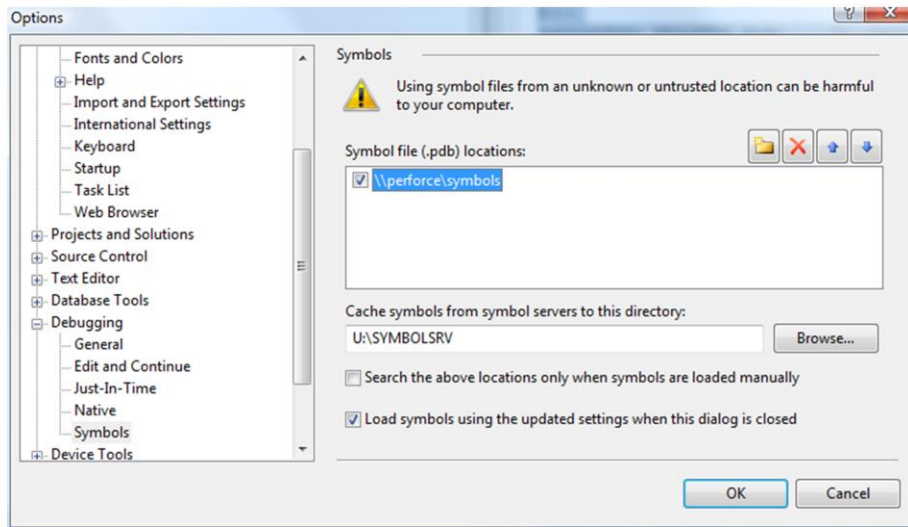 Options
Fonts and Colors
Help
Import and Export Settings
International Settings
Keyboard
Startup
Task List
Web Browser
Projects and Solutions
Source Control
Text Editor
Database Tools
Debugging
General
Edit and Continue
Just-In-Time
Native
Symbols
Device Tools
Symbols
Using symbol files from an unknown or untrusted location can be harmful
to your computer.
Symbol file (.pdb) locations:
\\perforce\symbols
Cache symbols from symbol servers to this directory:
U:\SYMBOLSRV
Browse...
Search the above locations only when symbols are loaded manually
Load symbols using the updated settings when this dialog is closed
OK
Cancel